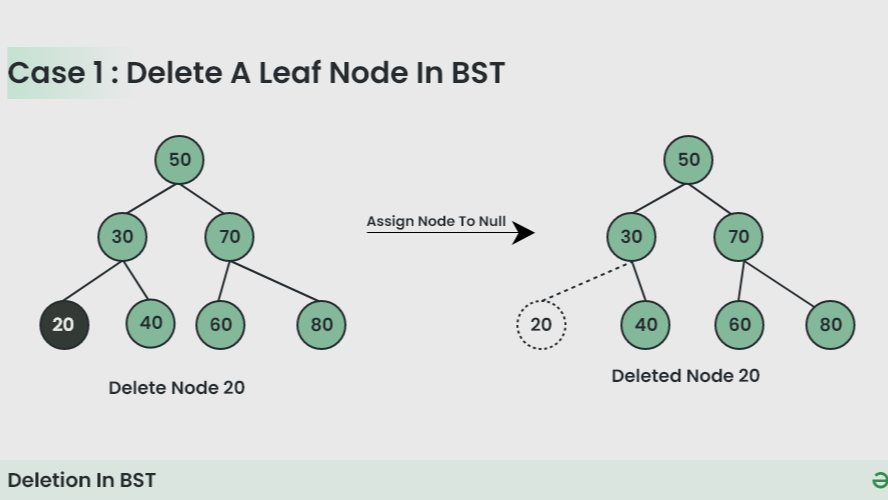 Case 1 : Delete A Leaf Node In BST
50
30
70
20
40
60
80
Delete Node 20
Assign Node To Null
50
30
70
20
40
60
80
Deleted Node 20
Deletion In BST